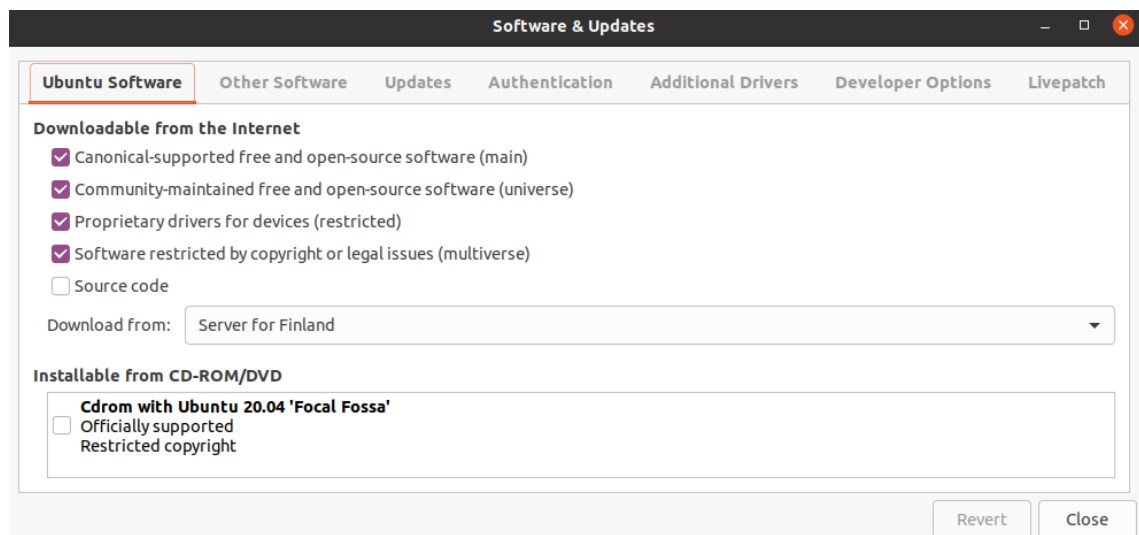 Software & Updates
Ubuntu Software Other Software Updates Authentication Additional Drivers Developer Options Livepatch
Downloadable from the Internet
Canonical-supported free and open-source software (main)
Community-maintained free and open-source software (universe)
Proprietary drivers for devices (restricted)
Software restricted by copyright or legal issues (multiverse)
Source code
Download from: Server for Finland
Installable from CD-ROM/DVD
Cdrom with Ubuntu 20.04 'Focal Fossa'
Officially supported
Restricted copyright
Revert Close